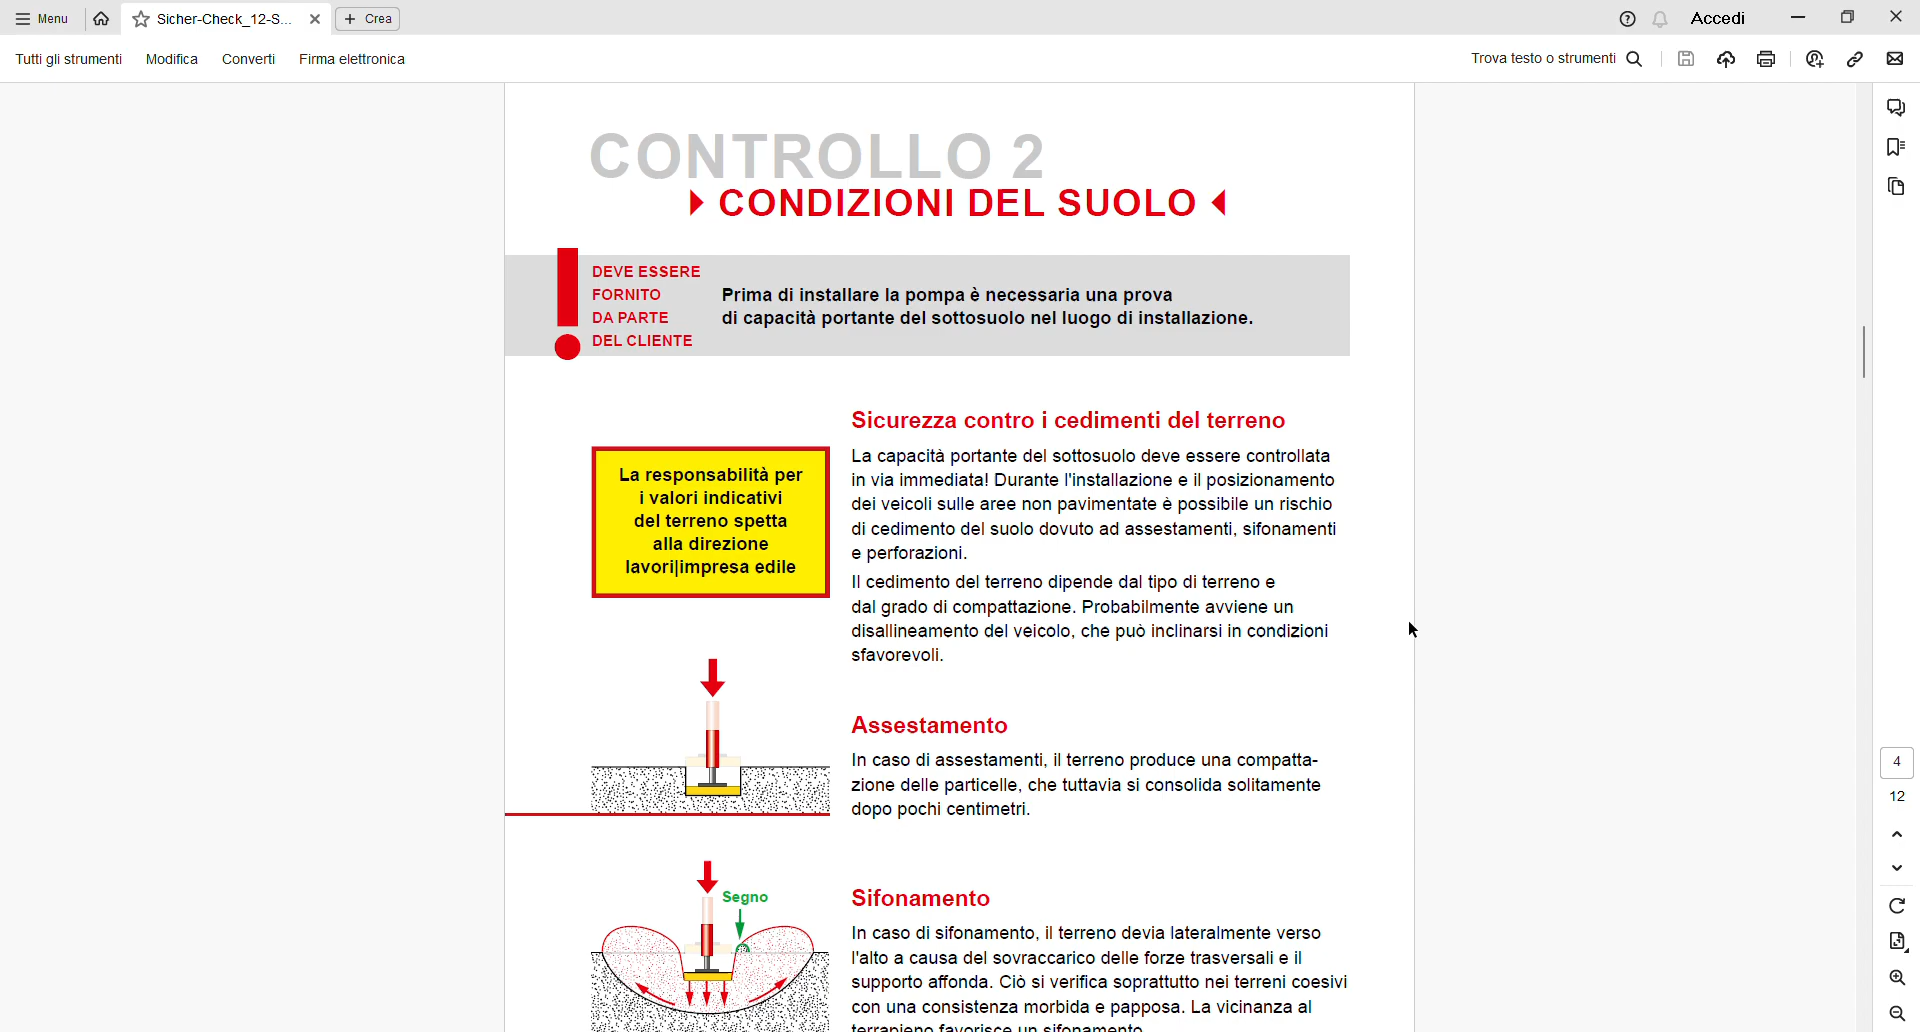 Menu
Sicher-Check_12-S...
Crea
Accedi
Tutti gli strumenti
Modifica
Converti
Firma elettronica
Trova testo o strumenti
CONTROLLO 2
CONDIZIONI DEL SUOLO
DEVE ESSERE
FORNITO
DA PARTE
DEL CLIENTE
Prima di installare la pompa è necessaria una prova
di capacità portante del sottosuolo nel luogo di installazione.
La responsabilità per
i valori indicativi
del terreno spetta
alla direzione
lavori|impresa edile
Sicurezza contro i cedimenti del terreno
La capacità portante del sottosuolo deve essere controllata
in via immediata! Durante l'installazione e il posizionamento
dei veicoli sulle aree non pavimentate è possibile un rischio
di cedimento del suolo dovuto ad assestamenti, sifonamenti
e perforazioni.
Il cedimento del terreno dipende dal tipo di terreno e
dal grado di compattazione. Probabilmente avviene un
disallineamento del veicolo, che può inclinarsi in condizioni
sfavorevoli.
Assestamento
In caso di assestamenti, il terreno produce una compatta-
zione delle particelle, che tuttavia si consolida solitamente
dopo pochi centimetri.
Segno
Sifonamento
In caso di sifonamento, il terreno devia lateralmente verso
l'alto a causa del sovraccarico delle forze trasversali e il
supporto affonda. Ciò si verifica soprattutto nei terreni coesivi
con una consistenza morbida e papposa. La vicinanza al
terrapieno favorisce un sifonamento.
4
12